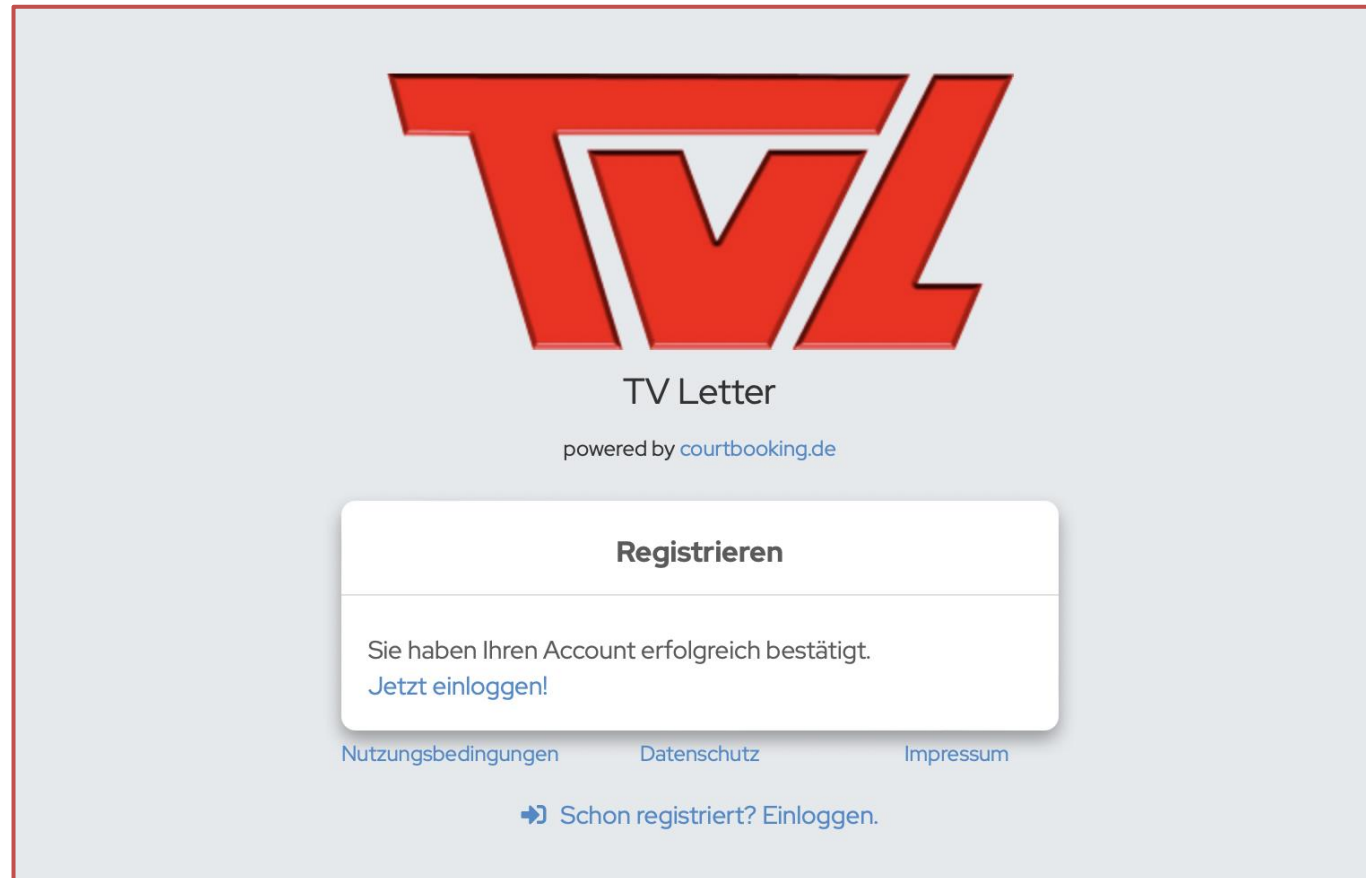 TVL
TV Letter
powered by courtbooking.de
Registrieren
Sie haben Ihren Account erfolgreich bestätigt.
Jetzt einloggen!
Nutzungsbedingungen Datenschutz Impressum
Schon registriert? Einloggen.